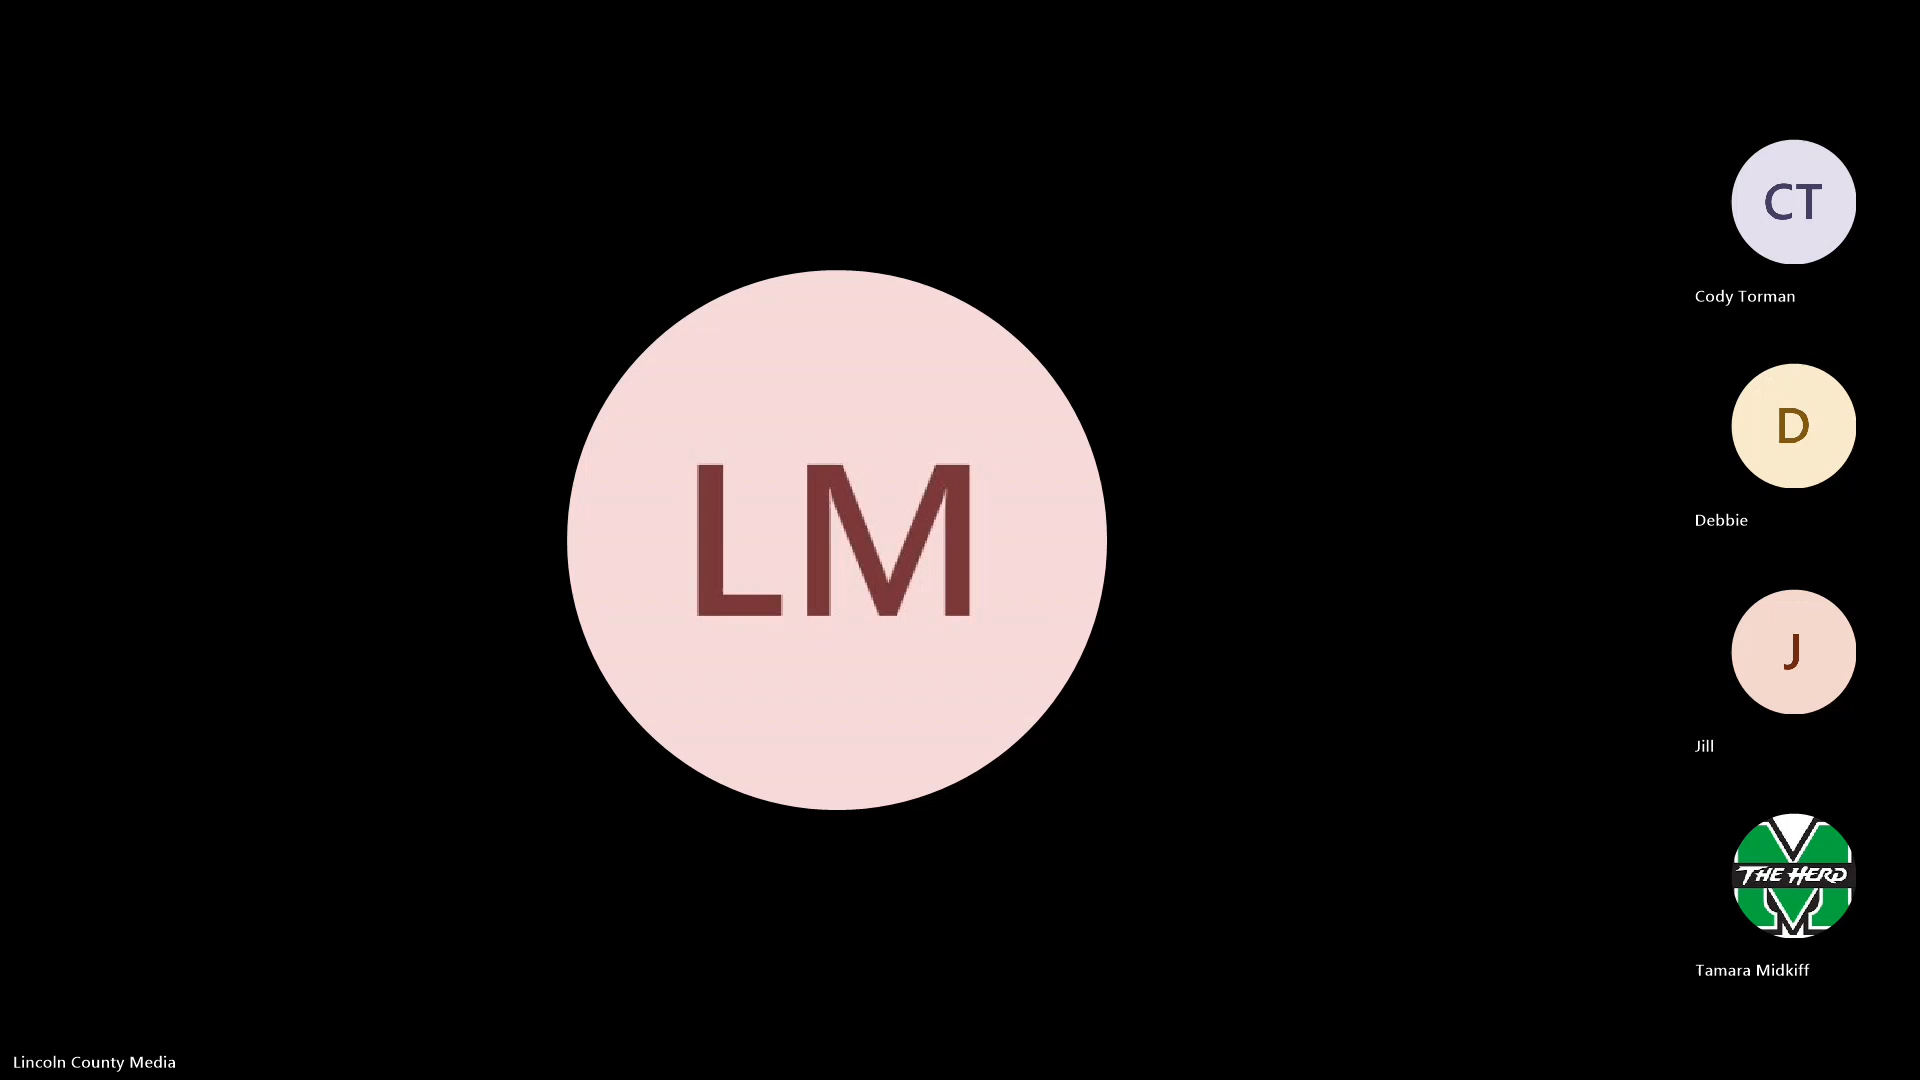 CT
Cody Torman
D
Debbie
LM
J
Jill
THE HERD
M
Tamara Midkiff
Lincoln County Media